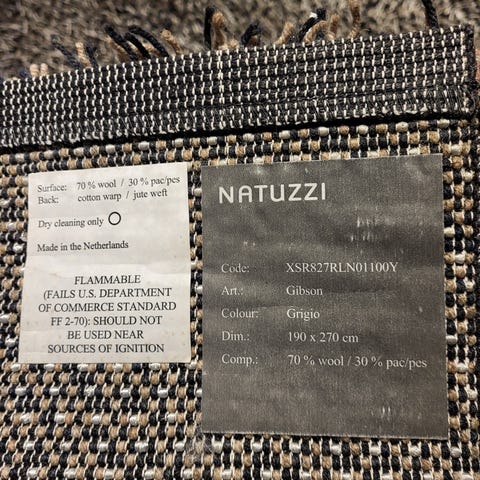 Surface: 70 % wool / 30 % pac/pes
Back: cotton warp / jute weft
Dry cleaning only
Made in the Netherlands
FLAMMABLE
(FAILS U.S. DEPARTMENT
OF COMMERCE STANDARD
FF 2-70): SHOULD NOT
BE USED NEAR
SOURCES OF IGNITION
NATUZZI
Code: XSR827RLN01100Y
Art.: Gibson
Colour: Grigio
Dim.: 190 x 270 cm
Comp.: 70 % wool / 30 % pac/pes